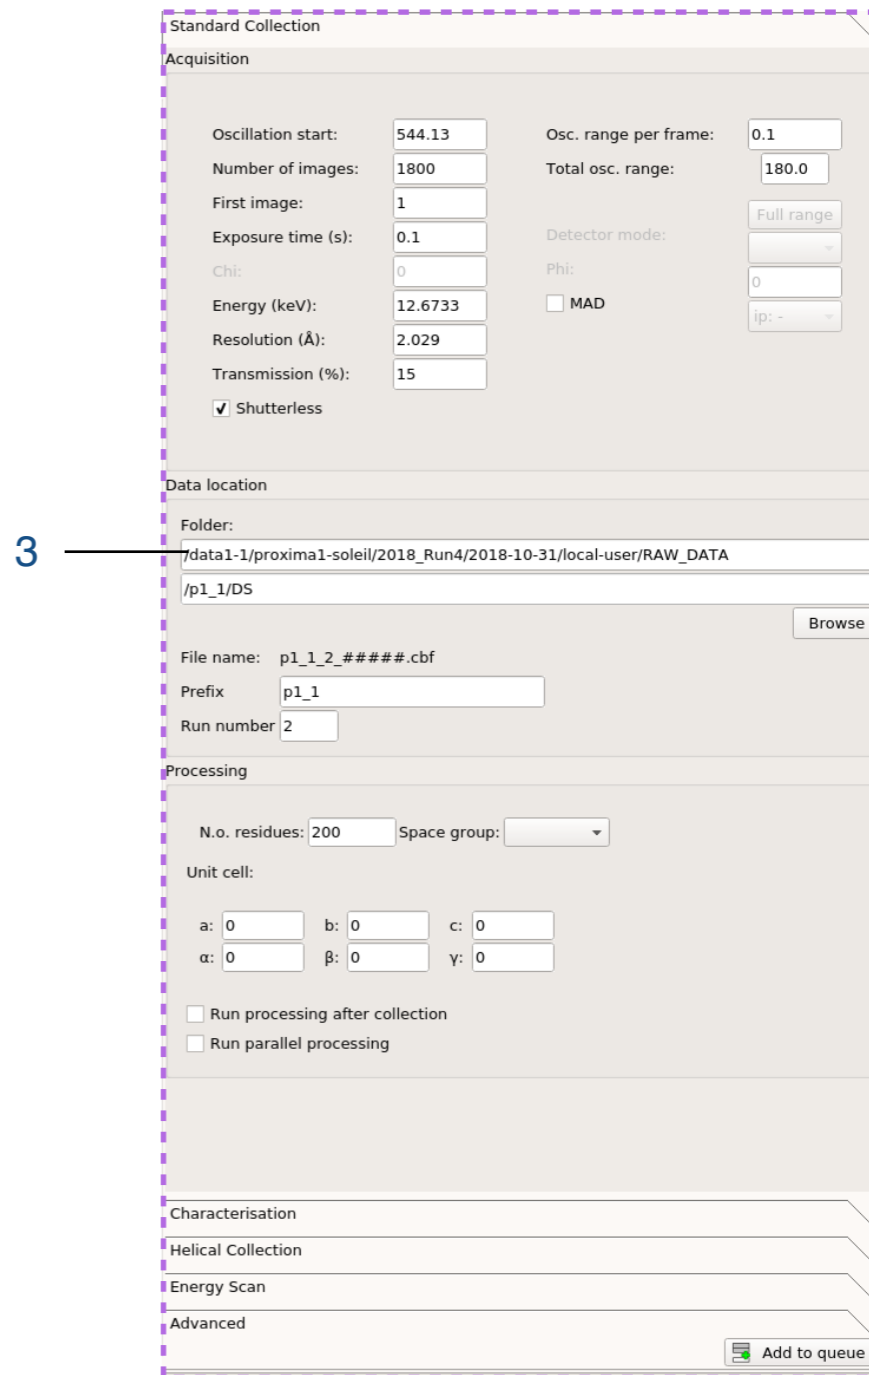 Standard Collection
Acquisition
Oscillation start: 544.13 Osc. range per frame: 0.1
Number of images: 1800 Total osc. range: 180.0
First image: 1 Full range
Exposure time (s): 0.1 Detector mode:
Chi: 0 Phi: 0
Energy (keV): 12.6733 MAD ip: -
Resolution (Å): 2.029
Transmission (%): 15
Shutterless
Data location
Folder:
3 /data1-1/proxima1-soleil/2018_Run4/2018-10-31/local-user/RAW_DATA
/p1_1/DS
Browse
File name: p1_1_2_#####.cbf
Prefix p1_1
Run number 2
Processing
N.o. residues: 200 Space group:
Unit cell:
a: 0 b: 0 c: 0
α: 0 β: 0 γ: 0
Run processing after collection
Run parallel processing
Characterisation
Helical Collection
Energy Scan
Advanced
Add to queue